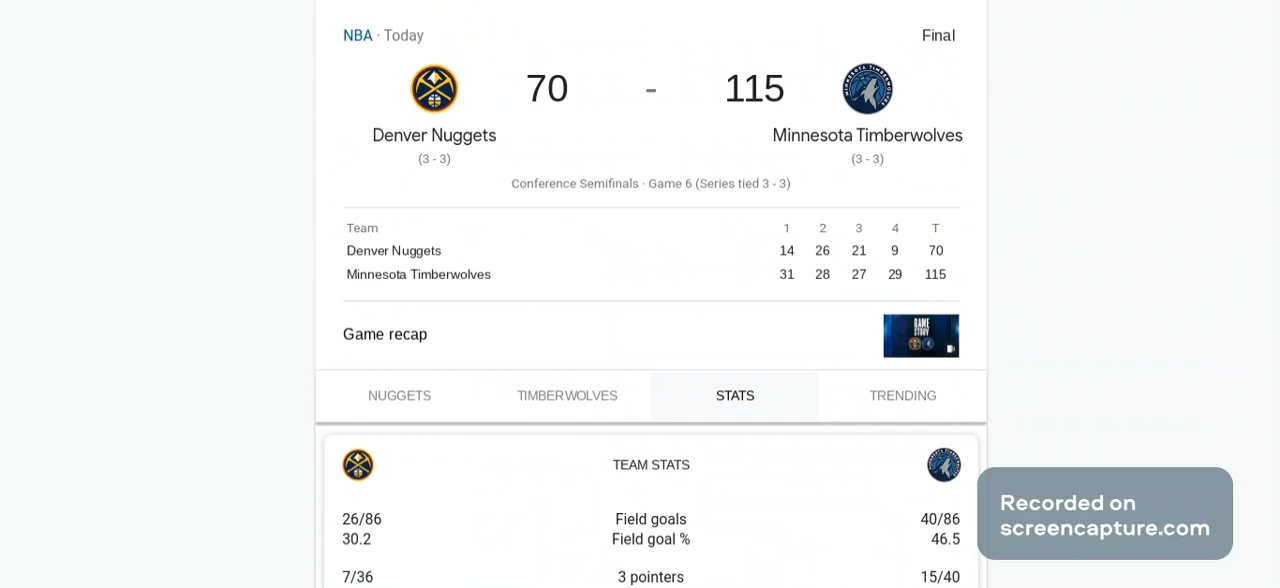 NBA · Today
Final
70 - 115
Denver Nuggets
Minnesota Timberwolves
(3 - 3)
(3 - 3)
Conference Semifinals · Game 6 (Series tied 3 - 3)
Team 1 2 3 4 T
Denver Nuggets 14 26 21 9 70
Minnesota Timberwolves 31 28 27 29 115
Game recap
GAME
STORY
NUGGETS TIMBERWOLVES STATS TRENDING
TEAM STATS
26/86 Field goals 40/86
30.2 Field goal % 46.5
7/36 3 pointers 15/40
Recorded on
screencapture.com